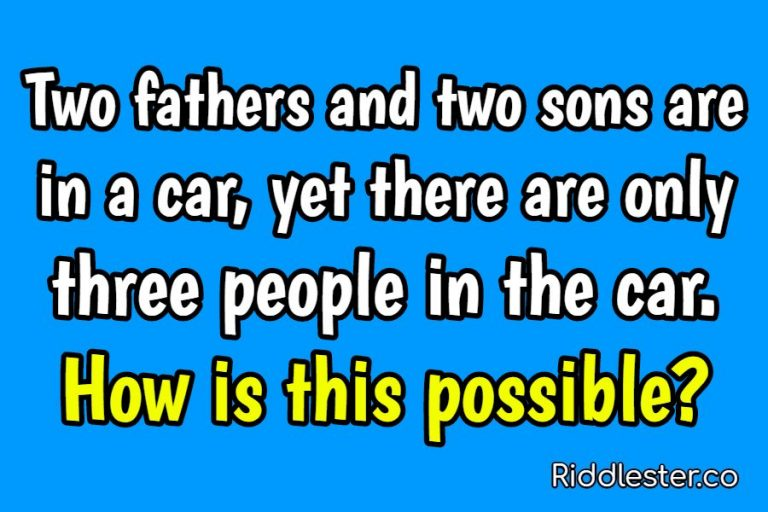 Two fathers and two sons are
in a car, yet there are only
three people in the car.
How is this possible?
Riddlester.co